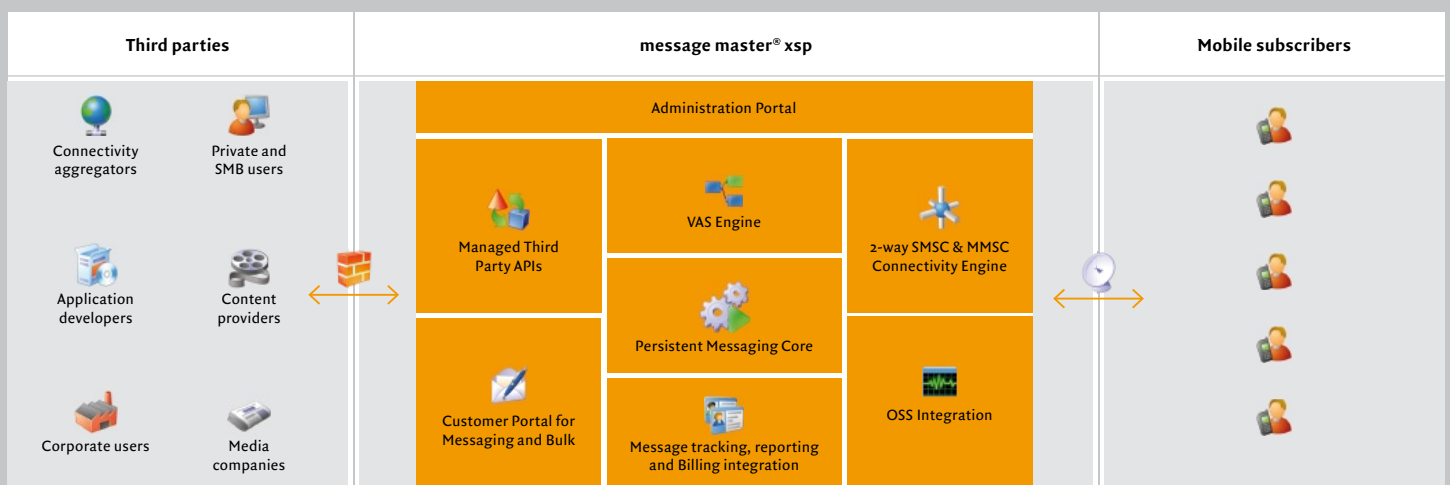 Third parties
message master® xsp
Mobile subscribers
Connectivity
aggregators
Private and
SMB users
Application
developers
Content
providers
Corporate users
Media
companies
Administration Portal
Managed Third
Party APIs
Customer Portal for
Messaging and Bulk
VAS Engine
Persistent Messaging Core
Message tracking, reporting
and Billing integration
2-way SMSC & MMSC
Connectivity Engine
OSS Integration